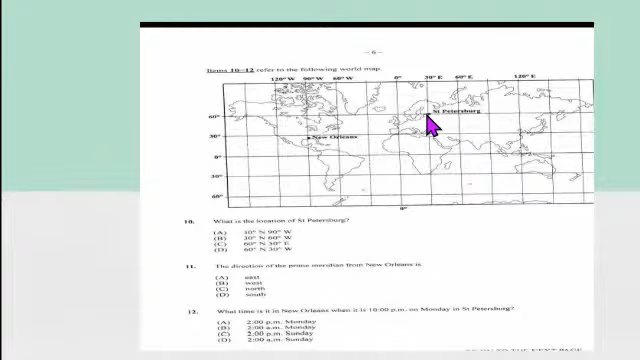 – 6 –
Items 10–12 refer to the following world map.
120° W 90° W 60° W 0° 30° E 60° E 120° E
60°
St Petersburg
30°
New Orleans
0°
30°
60°
0°
10. What is the location of St Petersburg?
(A) 30° N 90° W
(B) 30° N 60° W
(C) 60° N 30° E
(D) 60° N 30° W
11. The direction of the prime meridian from New Orleans is
(A) east
(B) west
(C) north
(D) south
12. What time is it in New Orleans when it is 10:00 p.m. on Monday in St Petersburg?
(A) 2:00 p.m. Monday
(B) 2:00 a.m. Monday
(C) 2:00 p.m. Sunday
(D) 2:00 a.m. Sunday
THE NEXT PAGE